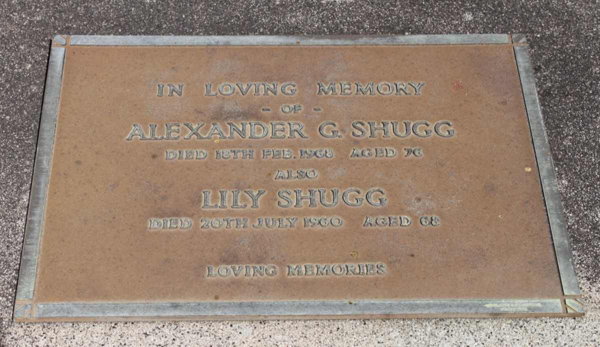 IN LOVING MEMORY
- OF -
ALEXANDER G. SHUGG
DIED 18TH FEB. 1968 AGED 76
ALSO
LILY SHUGG
DIED 20TH JULY 1960 AGED 68
LOVING MEMORIES